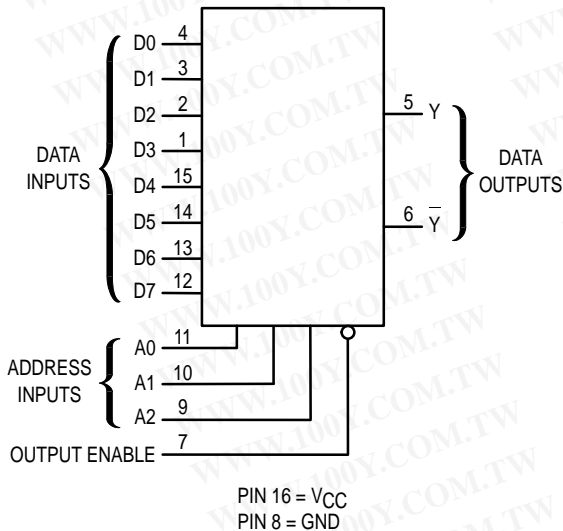 D0 4
D1 3
D2 2
D3 1
D4 15
D5 14
D6 13
D7 12
DATA
INPUTS
5 Y
6 Y̅
DATA
OUTPUTS
A0 11
A1 10
A2 9
ADDRESS
INPUTS
OUTPUT ENABLE 7
PIN 16 = VCC
PIN 8 = GND
WWW.100Y.COM.TW